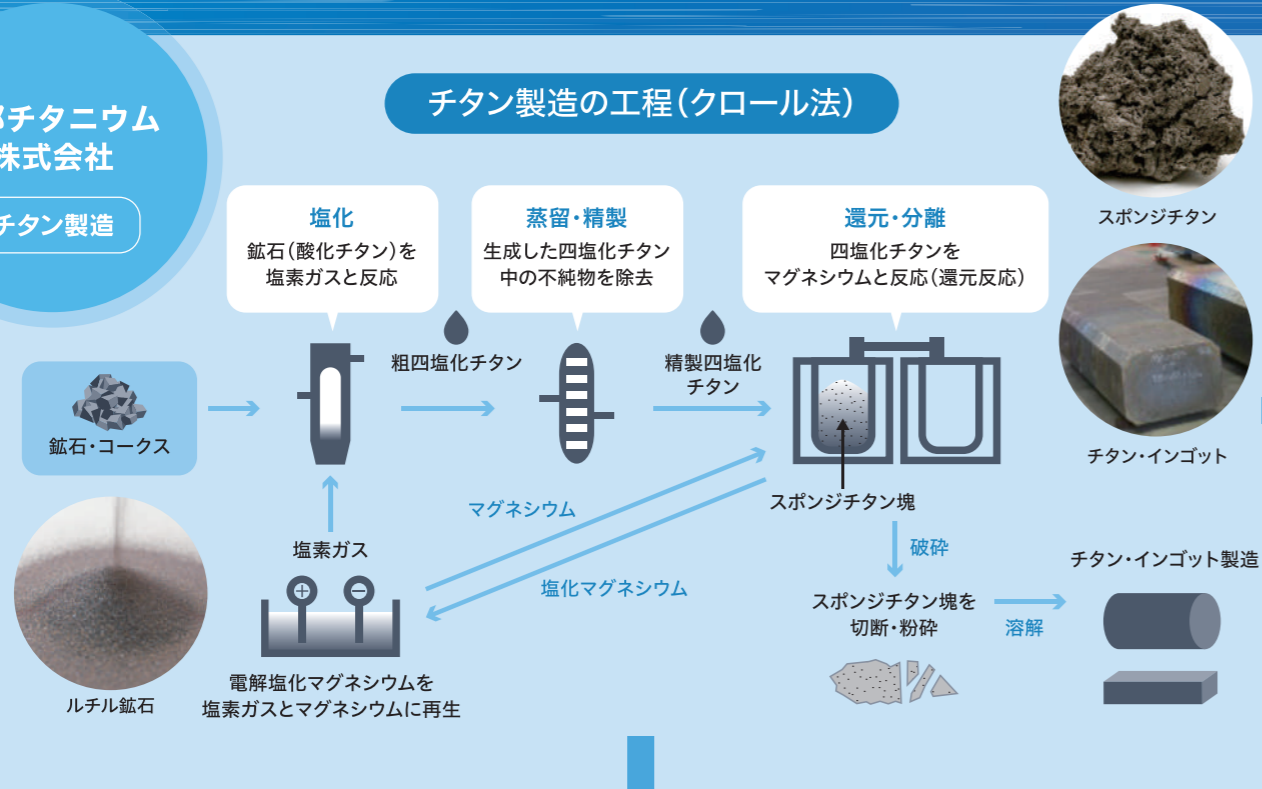 チタニウム
株式会社
チタン製造
チタン製造の工程（クロール法）
塩化
鉱石（酸化チタン）を
塩素ガスと反応
蒸留・精製
生成した四塩化チタン
中の不純物を除去
還元・分離
四塩化チタンを
マグネシウムと反応（還元反応）
スポンジチタン
鉱石・コークス
粗四塩化チタン
精製四塩化
チタン
チタン・インゴット
ルチル鉱石
塩素ガス
+
−
マグネシウム
塩化マグネシウム
電解塩化マグネシウムを
塩素ガスとマグネシウムに再生
スポンジチタン塊
破砕
スポンジチタン塊を
切断・粉砕
溶解
チタン・インゴット製造